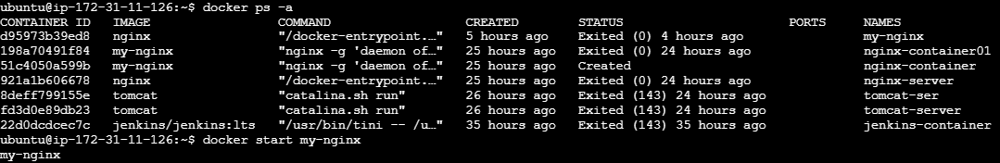 ubuntu@ip-172-31-11-126:~$ docker ps -a
CONTAINER ID   IMAGE                 COMMAND                  CREATED        STATUS                      PORTS     NAMES
d95973b39ed8   nginx                 "/docker-entrypoint.…"   5 hours ago    Exited (0) 4 hours ago                my-nginx
198a70491f84   my-nginx              "nginx -g 'daemon of…"   25 hours ago   Exited (0) 24 hours ago               nginx-container01
51c4050a599b   my-nginx              "nginx -g 'daemon of…"   25 hours ago   Created                               nginx-container
921a1b606678   nginx                 "/docker-entrypoint.…"   25 hours ago   Exited (0) 24 hours ago               nginx-server
8deff799155e   tomcat                "catalina.sh run"        26 hours ago   Exited (143) 24 hours ago             tomcat-ser
fd3d0e89db23   tomcat                "catalina.sh run"        26 hours ago   Exited (143) 24 hours ago             tomcat-server
22d0dcdcec7c   jenkins/jenkins:lts   "/usr/bin/tini -- /u…"   35 hours ago   Exited (143) 35 hours ago             jenkins-container
ubuntu@ip-172-31-11-126:~$ docker start my-nginx
my-nginx